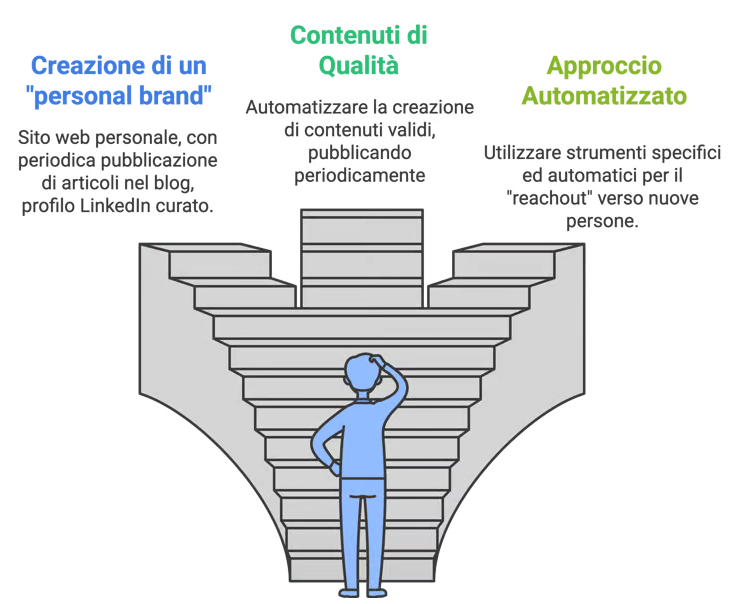 Creazione di un
"personal brand"
Sito web personale, con
periodica pubblicazione
di articoli nel blog,
profilo LinkedIn curato.
Contenuti di
Qualità
Automatizzare la creazione
di contenuti validi,
pubblicando
periodicamente
Approccio
Automatizzato
Utilizzare strumenti specifici
ed automatici per il
"reachout" verso nuove
persone.